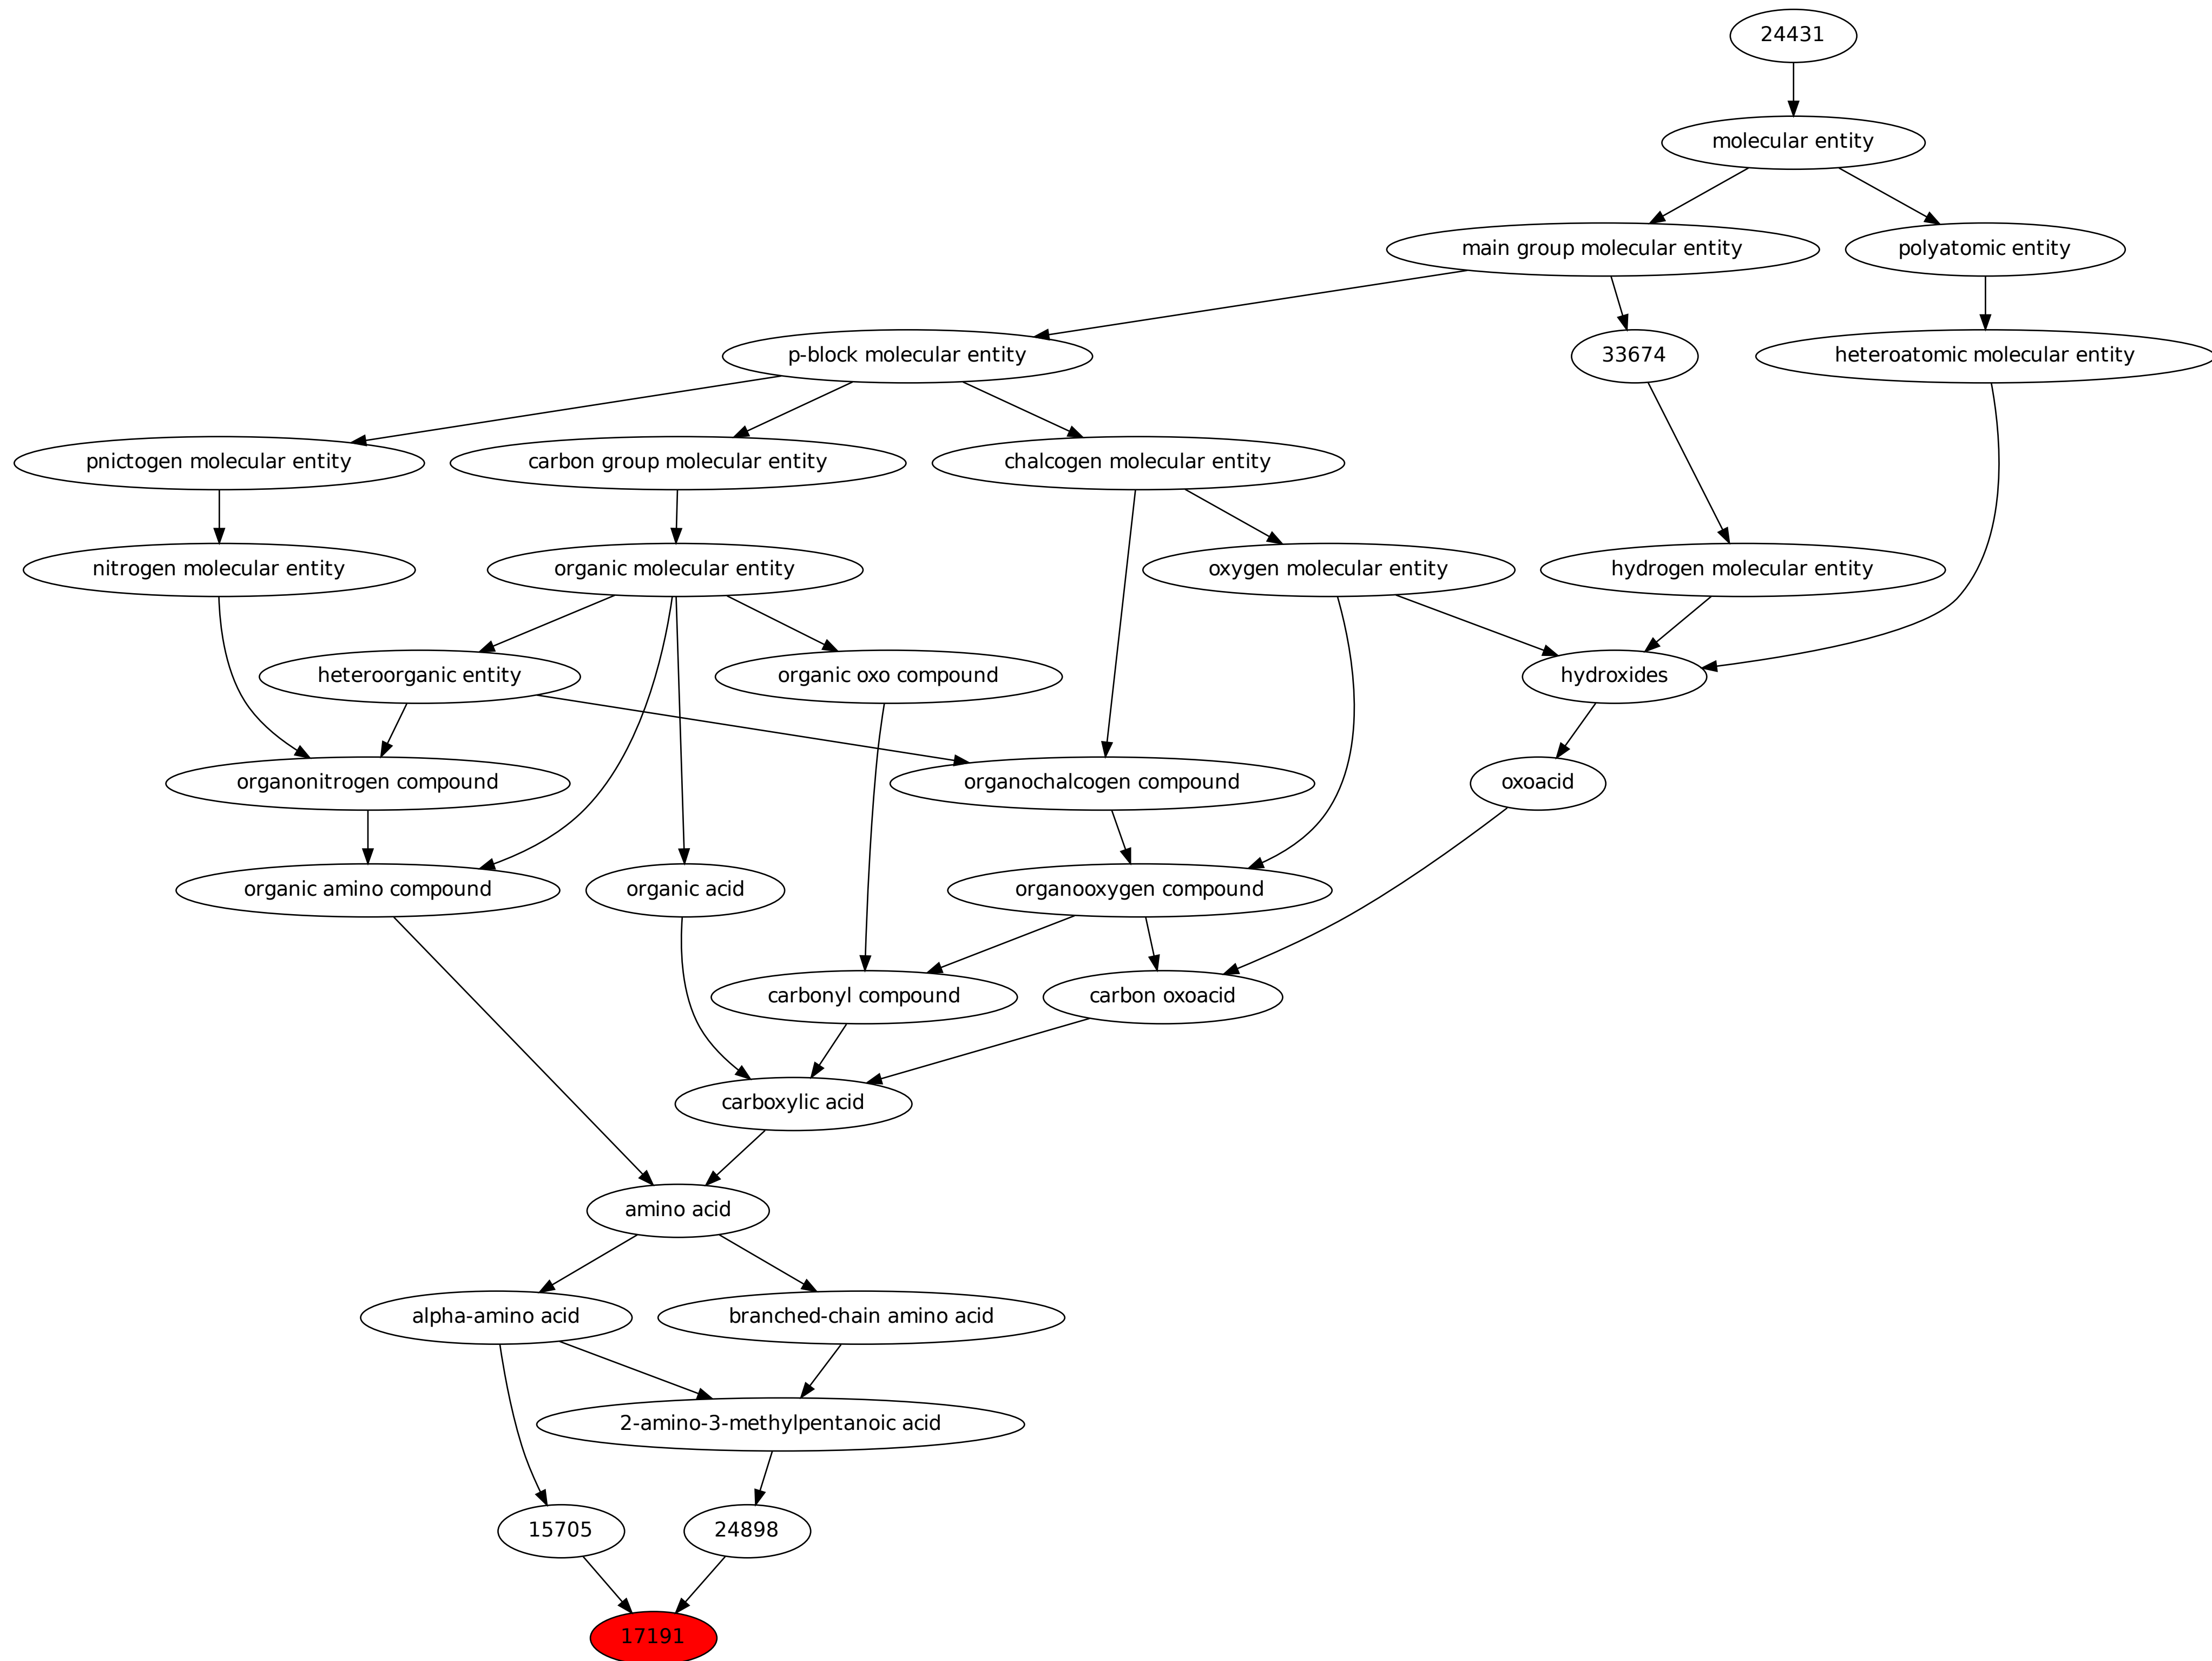 24431
molecular entity
main group molecular entity
polyatomic entity
p-block molecular entity
33674
heteroatomic molecular entity
pnictogen molecular entity
carbon group molecular entity
chalcogen molecular entity
nitrogen molecular entity
organic molecular entity
oxygen molecular entity
hydrogen molecular entity
heteroorganic entity
organic oxo compound
hydroxides
organonitrogen compound
organochalcogen compound
oxoacid
organic amino compound
organic acid
organooxygen compound
carbonyl compound
carbon oxoacid
carboxylic acid
amino acid
alpha-amino acid
branched-chain amino acid
2-amino-3-methylpentanoic acid
15705
24898
17191